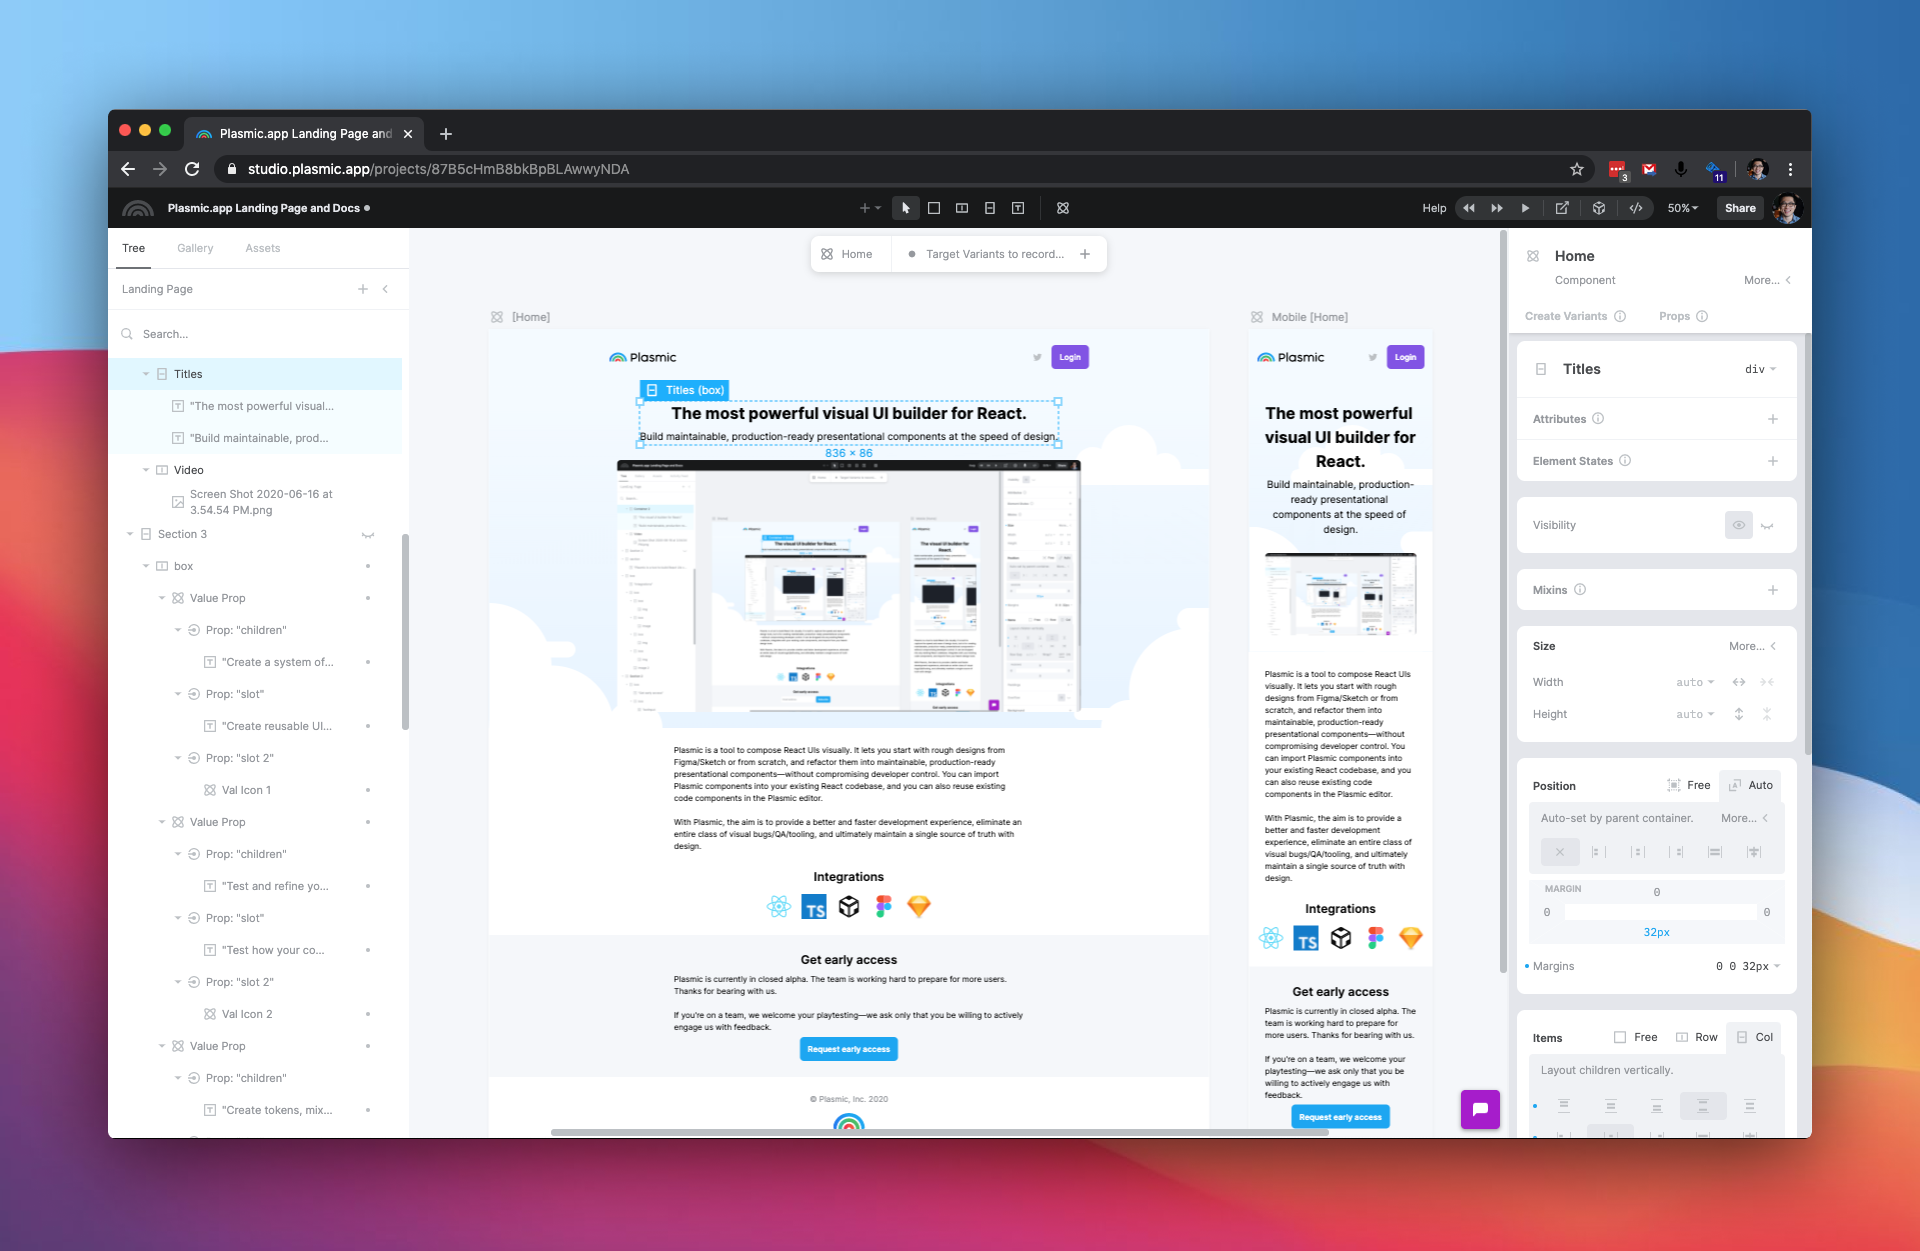 Plasmic.app Landing Page and
studio.plasmic.app/projects/87B5cHmB8bkBpBLAwwyNDA
3
11
Plasmic.app Landing Page and Docs
Help
50%
Share
Tree
Gallery
Assets
Landing Page
Search...
Titles
"The most powerful visual...
"Build maintainable, prod...
Video
Screen Shot 2020-06-16 at
3.54.54 PM.png
Section 3
box
Value Prop
Prop: "children"
"Create a system of...
Prop: "slot"
"Create reusable UI...
Prop: "slot 2"
Val Icon 1
Value Prop
Prop: "children"
"Test and refine yo...
Prop: "slot"
"Test how your co...
Prop: "slot 2"
Val Icon 2
Value Prop
Prop: "children"
"Create tokens, mix...
Home
Target Variants to record...
[Home]
Plasmic
Login
Titles (box)
The most powerful visual UI builder for React.
Build maintainable, production-ready presentational components at the speed of design.
836 × 86
Plasmic is a tool to compose React UIs visually. It lets you start with rough designs from
Figma/Sketch or from scratch, and refactor them into maintainable, production-ready
presentational components—without compromising developer control. You can import
Plasmic components into your existing React codebase, and you can also reuse existing
code components in the Plasmic editor.
With Plasmic, the aim is to provide a better and faster development experience, eliminate an
entire class of visual bugs/QA/tooling, and ultimately maintain a single source of truth with
design.
Integrations
TS
Get early access
Plasmic is currently in closed alpha. The team is working hard to prepare for more users.
Thanks for bearing with us.
If you're on a team, we welcome your playtesting—we ask only that you be willing to actively
engage us with feedback.
Request early access
© Plasmic, Inc. 2020
Mobile [Home]
Plasmic
Login
The most powerful
visual UI builder for
React.
Build maintainable, production-
ready presentational
components at the speed of
design.
Plasmic is a tool to compose React UIs
visually. It lets you start with rough
designs from Figma/Sketch or from
scratch, and refactor them into
maintainable, production-ready
presentational components—without
compromising developer control. You
can import Plasmic components into
your existing React codebase, and you
can also reuse existing code
components in the Plasmic editor.
With Plasmic, the aim is to provide a
better and faster development
experience, eliminate an entire class of
visual bugs/QA/tooling, and ultimately
maintain a single source of truth with
design.
Integrations
TS
Get early access
Plasmic is currently in closed alpha. The
team is working hard to prepare for
more users. Thanks for bearing with us.
If you're on a team, we welcome your
playtesting—we ask only that you be
willing to actively engage us with
feedback.
Request early access
Home
Component
More...
Create Variants
Props
Titles
div
Attributes
Element States
Visibility
Mixins
Size
More...
Width
auto
Height
auto
Position
Free
Auto
Auto-set by parent container.
More...
MARGIN
0
0
0
32px
Margins
0 0 32px
Items
Free
Row
Col
Layout children vertically.